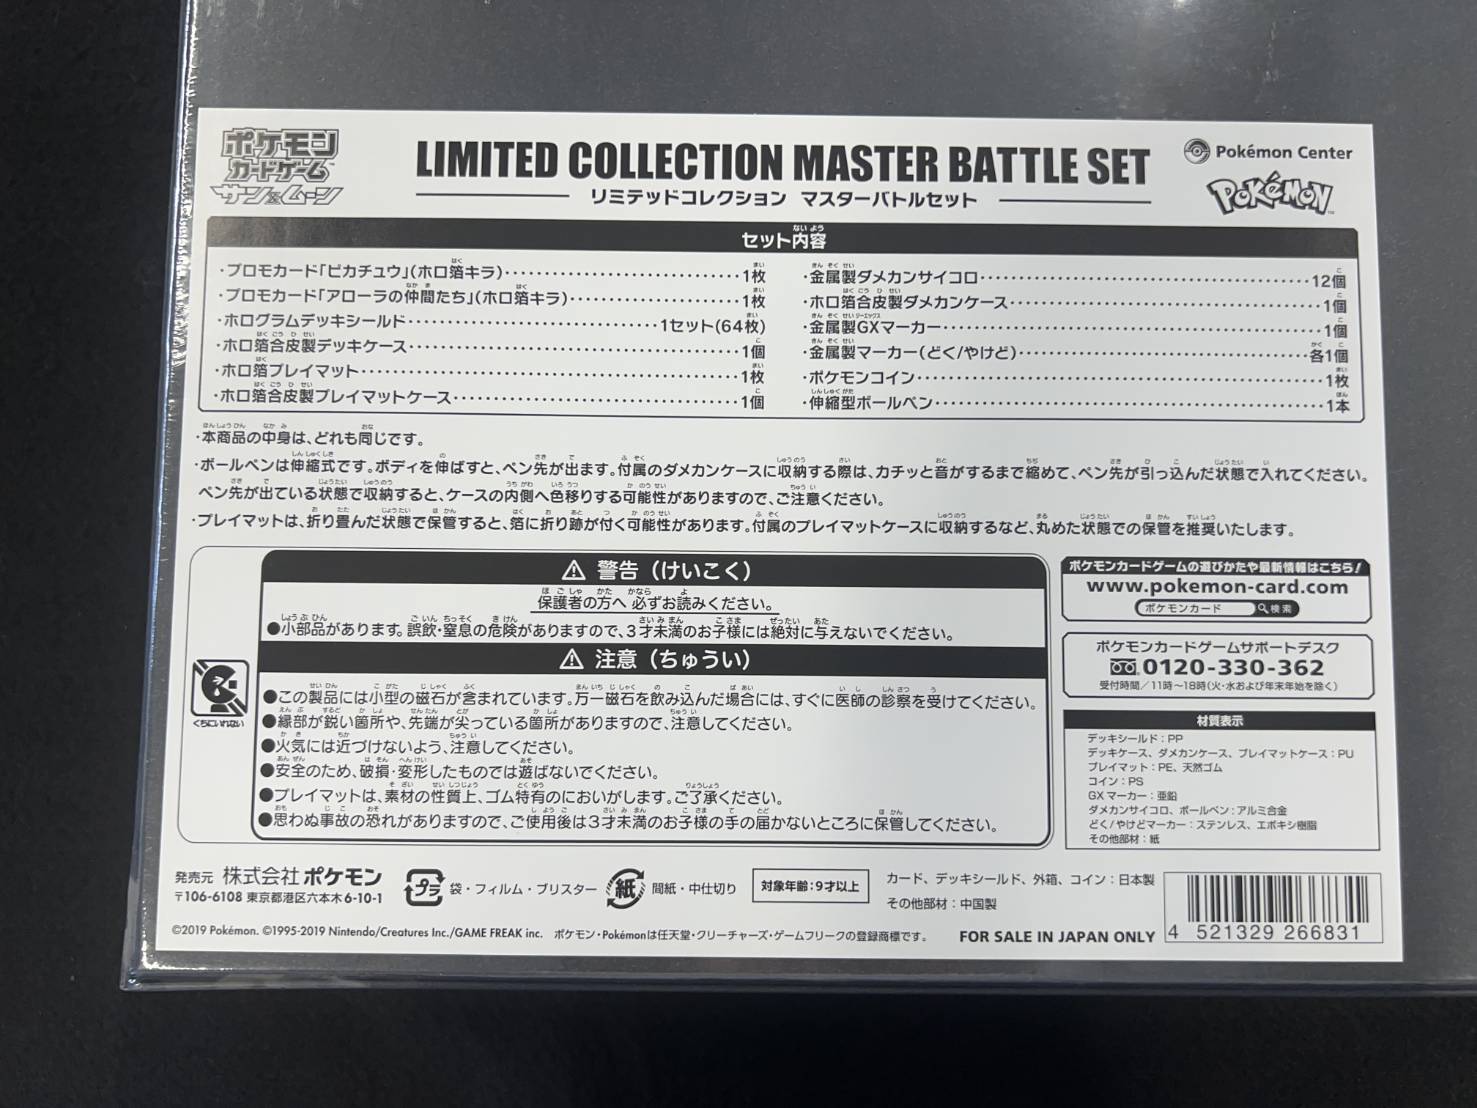 ポケモン
カードゲーム
サン&ムーン
LIMITED COLLECTION MASTER BATTLE SET
リミテッドコレクション マスターバトルセット
Pokémon Center
POKéMON
セット内容
・プロモカード「ピカチュウ」(ホロ箔キラ)‥‥‥‥‥‥‥‥‥‥1枚
・プロモカード「アローラの仲間たち」(ホロ箔キラ)‥‥‥‥‥‥‥1枚
・ホログラムデッキシールド‥‥‥‥‥‥‥‥‥‥1セット(64枚)
・ホロ箔合皮製デッキケース‥‥‥‥‥‥‥‥‥‥‥‥‥1個
・ホロ箔プレイマット‥‥‥‥‥‥‥‥‥‥‥‥‥‥‥1枚
・ホロ箔合皮製プレイマットケース‥‥‥‥‥‥‥‥‥‥‥1個
・金属製ダメカンサイコロ‥‥‥‥‥‥‥‥‥‥‥‥‥12個
・ホロ箔合皮製ダメカンケース‥‥‥‥‥‥‥‥‥‥‥‥1個
・金属製GXマーカー‥‥‥‥‥‥‥‥‥‥‥‥‥‥‥1個
・金属製マーカー(どく/やけど)‥‥‥‥‥‥‥‥‥‥‥各1個
・ポケモンコイン‥‥‥‥‥‥‥‥‥‥‥‥‥‥‥‥1枚
・伸縮型ボールペン‥‥‥‥‥‥‥‥‥‥‥‥‥‥‥1本
・本商品の中身は、どれも同じです。
・ボールペンは伸縮式です。ボディを伸ばすと、ペン先が出ます。付属のダメカンケースに収納する際は、カチッと音がするまで縮めて、ペン先が引っ込んだ状態で入れてください。
ペン先が出ている状態で収納すると、ケースの内側へ色移りする可能性がありますので、ご注意ください。
・プレイマットは、折り畳んだ状態で保管すると、箔に折り跡が付く可能性があります。付属のプレイマットケースに収納するなど、丸めた状態での保管を推奨いたします。
⚠ 警告(けいこく)
保護者の方へ 必ずお読みください。
●小部品があります。誤飲・窒息の危険がありますので、3才未満のお子様には絶対に与えないでください。
⚠ 注意(ちゅうい)
●この製品には小型の磁石が含まれています。万一磁石を飲み込んだ場合には、すぐに医師の診察を受けてください。
●縁部が鋭い箇所や、先端が尖っている箇所がありますので、注意してください。
●火気には近づけないよう、注意してください。
●安全のため、破損・変形したものでは遊ばないでください。
●プレイマットは、素材の性質上、ゴム特有のにおいがします。ご了承ください。
●思わぬ事故の恐れがありますので、ご使用後は3才未満のお子様の手の届かないところに保管してください。
くちにいれない
ポケモンカードゲームの遊びかたや最新情報はこちら!
www.pokemon-card.com
ポケモンカード 検索
ポケモンカードゲームサポートデスク
0120-330-362
受付時間/11時～18時(火・水および年末年始を除く)
材質表示
デッキシールド:PP
デッキケース、ダメカンケース、プレイマットケース:PU
プレイマット:PE、天然ゴム
コイン:PS
GXマーカー:亜鉛
ダメカンサイコロ、ボールペン:アルミ合金
どく/やけどマーカー:ステンレス、エポキシ樹脂
その他部材:紙
発売元 株式会社 ポケモン
〒106-6108 東京都港区六本木6-10-1
プラ 袋・フィルム・ブリスター
紙 間紙・中仕切り
対象年齢:9才以上
カード、デッキシールド、外箱、コイン:日本製
その他部材:中国製
©2019 Pokémon. ©1995-2019 Nintendo/Creatures Inc./GAME FREAK inc.
ポケモン・Pokémonは任天堂・クリーチャーズ・ゲームフリークの登録商標です。
FOR SALE IN JAPAN ONLY
4 521329 266831